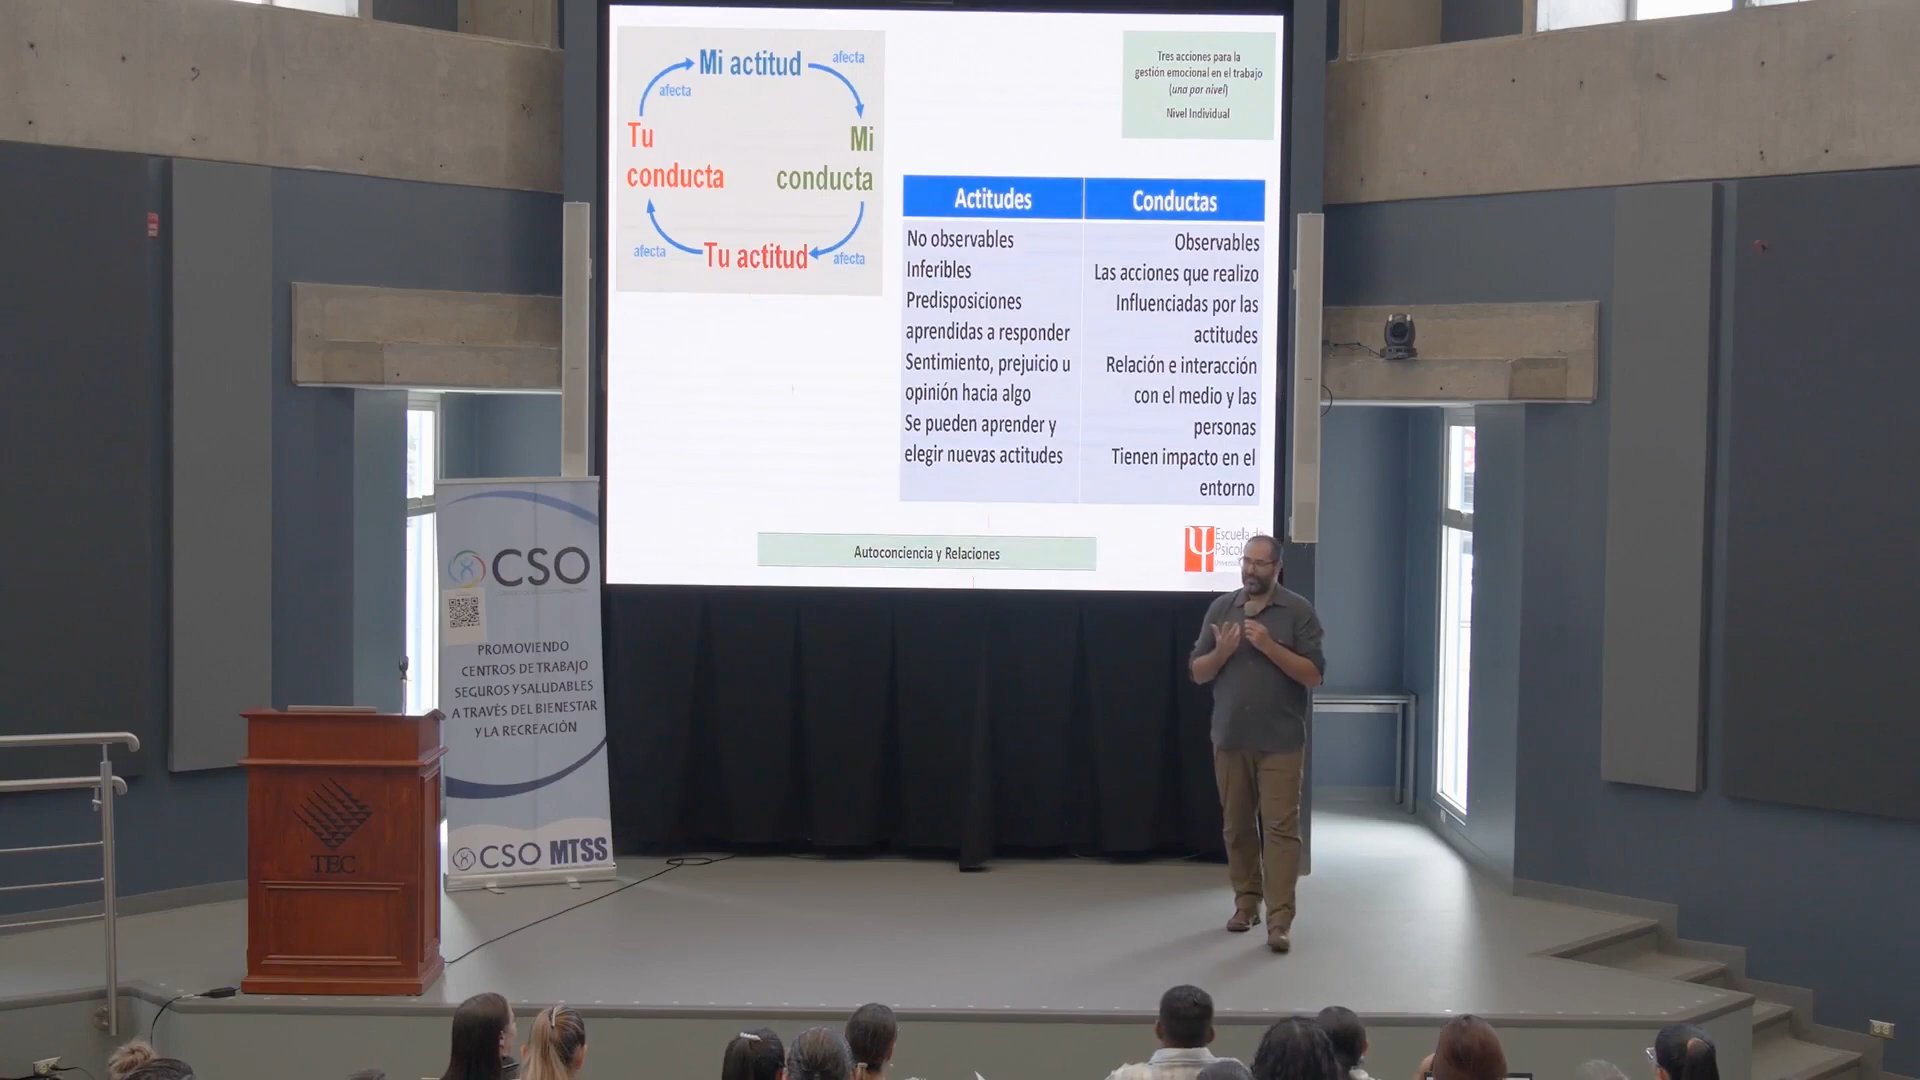 Mi actitud
afecta
afecta
Tu
conducta
Mi
conducta
afecta
Tu actitud
afecta
Tres acciones para la
gestión emocional en el trabajo
(una por nivel)
Nivel Individual
Actitudes
Conductas
No observables
Inferibles
Predisposiciones
aprendidas a responder
Sentimiento, prejuicio u
opinión hacia algo
Se pueden aprender y
elegir nuevas actitudes
Observables
Las acciones que realizo
Influenciadas por las
actitudes
Relación e interacción
con el medio y las
personas
Tienen impacto en el
entorno
Autoconciencia y Relaciones
Escuela de
CSO
PROMOVIENDO
CENTROS DE TRABAJO
SEGUROS Y SALUDABLES
A TRAVÉS DEL BIENESTAR
Y LA RECREACIÓN
CSO MTSS
TEC